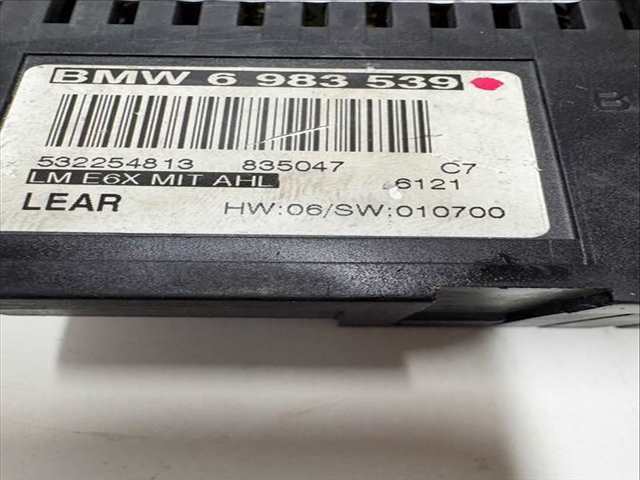 BMW 6 983 539
532254813 835047 C7
LM E6X MIT AHL 6121
LEAR HW:06/SW:010700
B